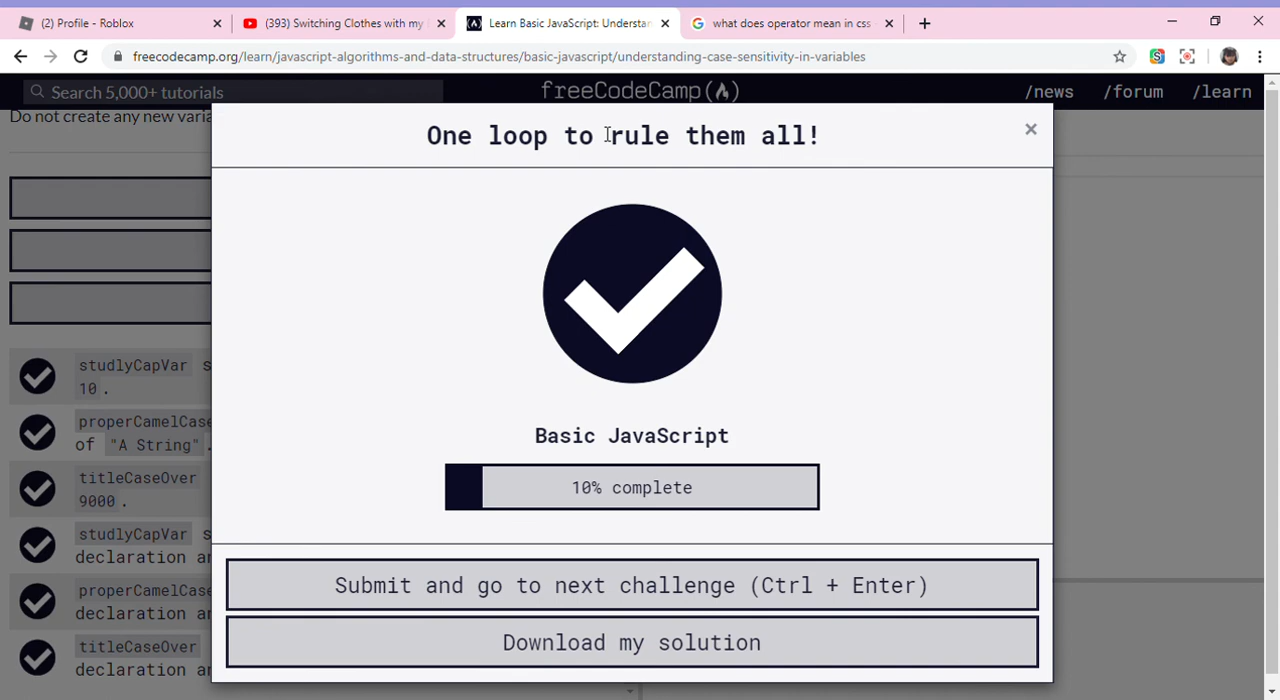 (2) Profile - Roblox
(393) Switching Clothes with my
Learn Basic JavaScript: Understan
what does operator mean in css
freecodecamp.org/learn/javascript-algorithms-and-data-structures/basic-javascript/understanding-case-sensitivity-in-variables
Search 5,000+ tutorials
freeCodeCamp
/news
/forum
/learn
Do not create any new varia
One loop to rule them all!
×
Basic JavaScript
10% complete
Submit and go to next challenge (Ctrl + Enter)
Download my solution
studlyCapVar s
10.
properCamelCase
of "A String".
titleCaseOver
9000.
studlyCapVar s
declaration an
properCamelCase
declaration an
titleCaseOver
declaration an